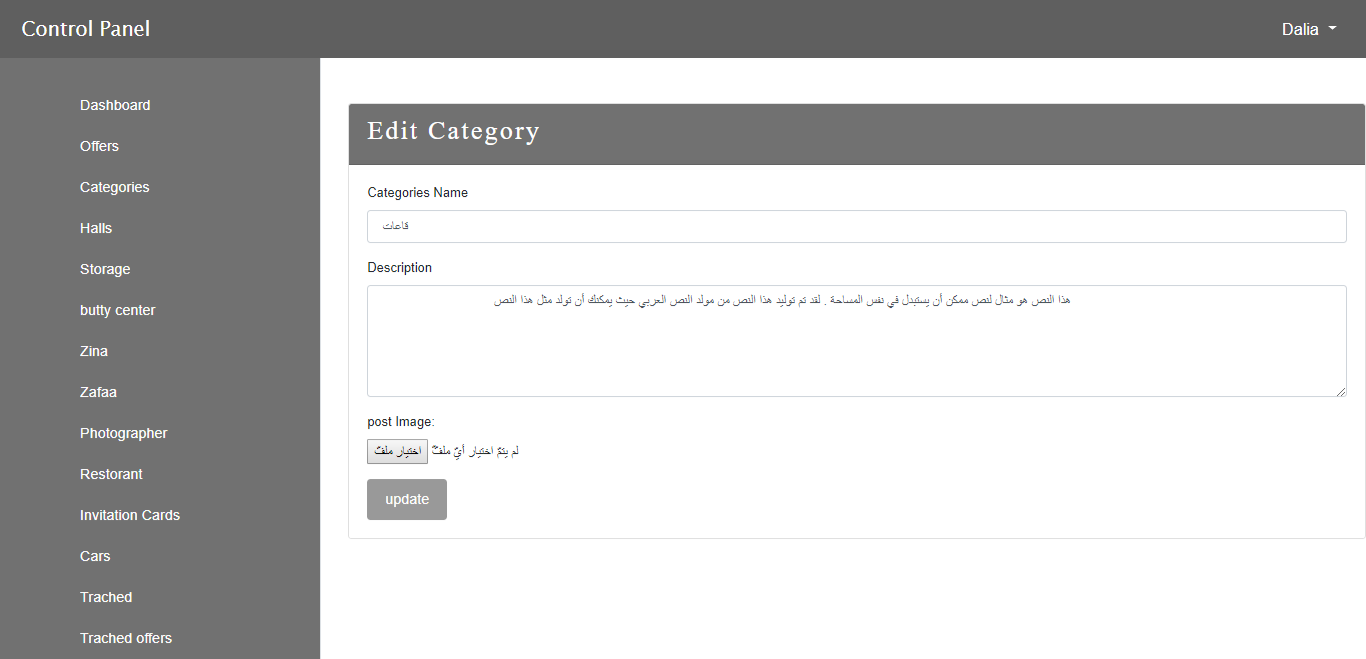 Control Panel
Dalia
Dashboard
Offers
Categories
Halls
Storage
butty center
Zina
Zafaa
Photographer
Restorant
Invitation Cards
Cars
Trached
Trached offers
Edit Category
Categories Name
قاعات
Description
هذا النص هو مثال لنص ممكن أن يستبدل في نفس المساحة . لقد تم توليد هذا النص من مولد النص العربي حيث يمكنك أن تولد مثل هذا النص
post Image:
اختيار ملفّ لم يتمّ اختيار أيّ ملفّ
update